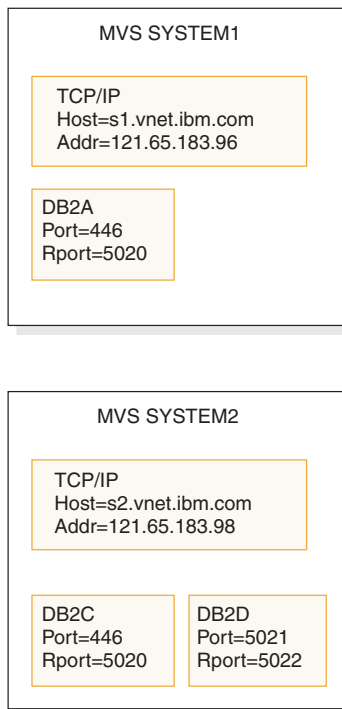 MVS SYSTEM1
TCP/IP
Host=s1.vnet.ibm.com
Addr=121.65.183.96
DB2A
Port=446
Rport=5020
MVS SYSTEM2
TCP/IP
Host=s2.vnet.ibm.com
Addr=121.65.183.98
DB2C
Port=446
Rport=5020
DB2D
Port=5021
Rport=5022